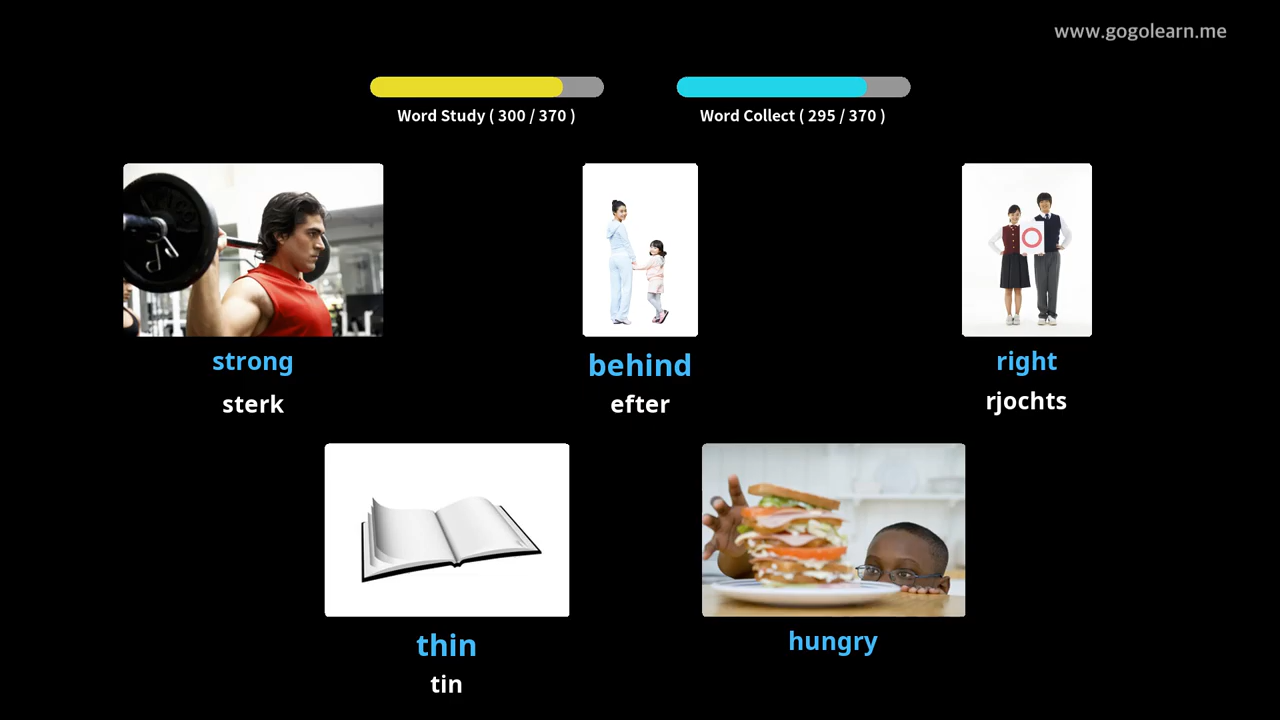 www.gogolearn.me
Word Study ( 300 / 370 )
Word Collect ( 295 / 370 )
strong
sterk
behind
efter
right
rjochts
thin
tin
hungry